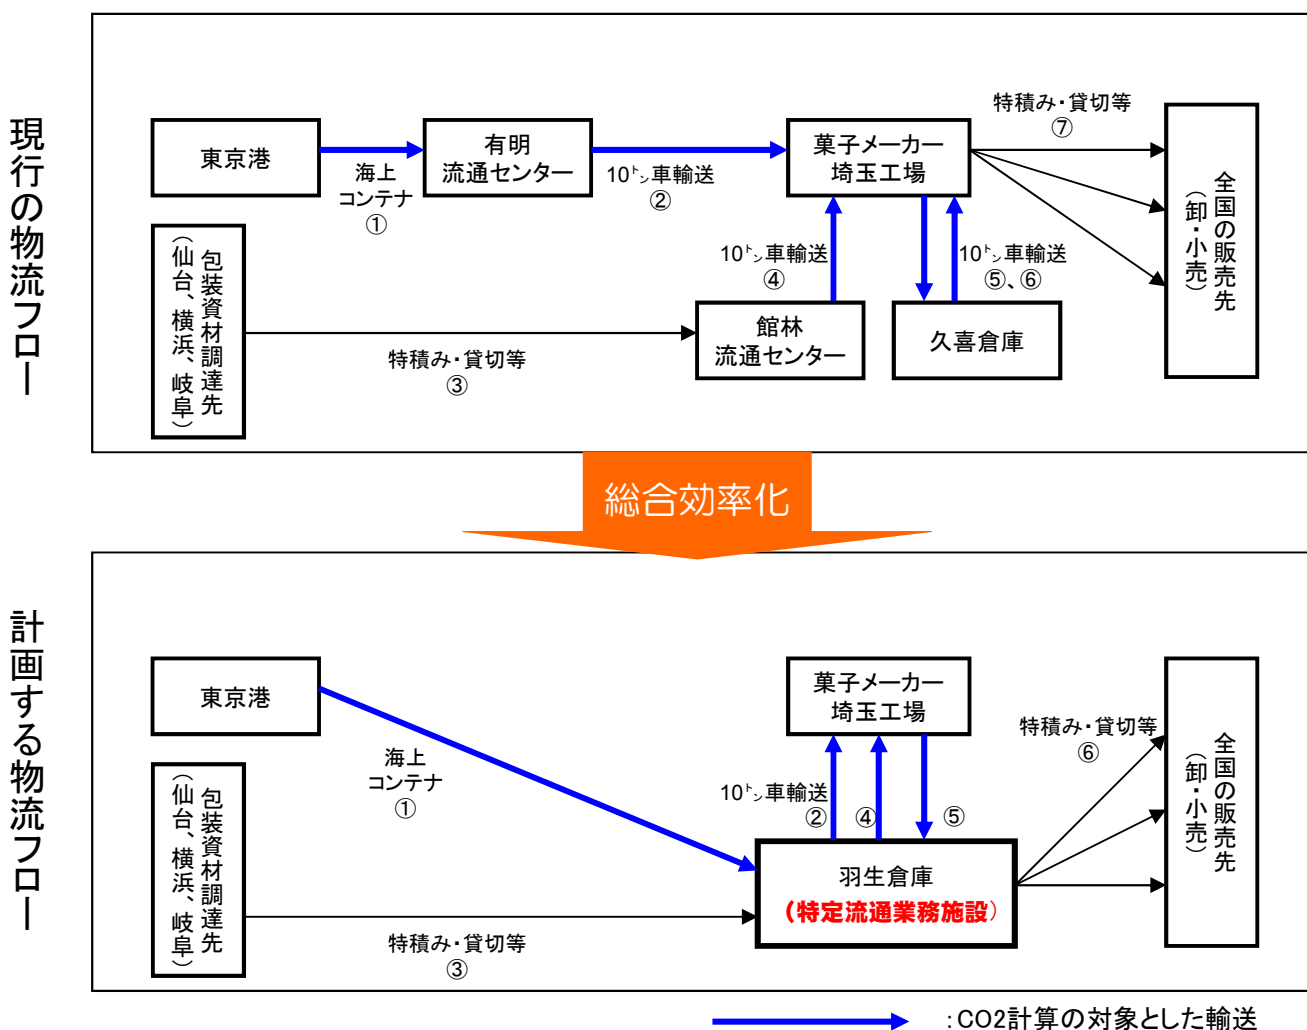 現行の物流フロー
東京港
海上
コンテナ
①
有明
流通センター
10㌧車輸送
②
菓子メーカー
埼玉工場
特積み・貸切等
⑦
全国の販売先
(卸・小売)
包装資材調達先
(仙台、横浜、岐阜)
特積み・貸切等
③
10㌧車輸送
④
館林
流通センター
10㌧車輸送
⑤、⑥
久喜倉庫
総合効率化
計画する物流フロー
東京港
海上
コンテナ
①
菓子メーカー
埼玉工場
10㌧車輸送
②
④
⑤
特積み・貸切等
⑥
全国の販売先
(卸・小売)
包装資材調達先
(仙台、横浜、岐阜)
特積み・貸切等
③
羽生倉庫
(特定流通業務施設)
:CO2計算の対象とした輸送